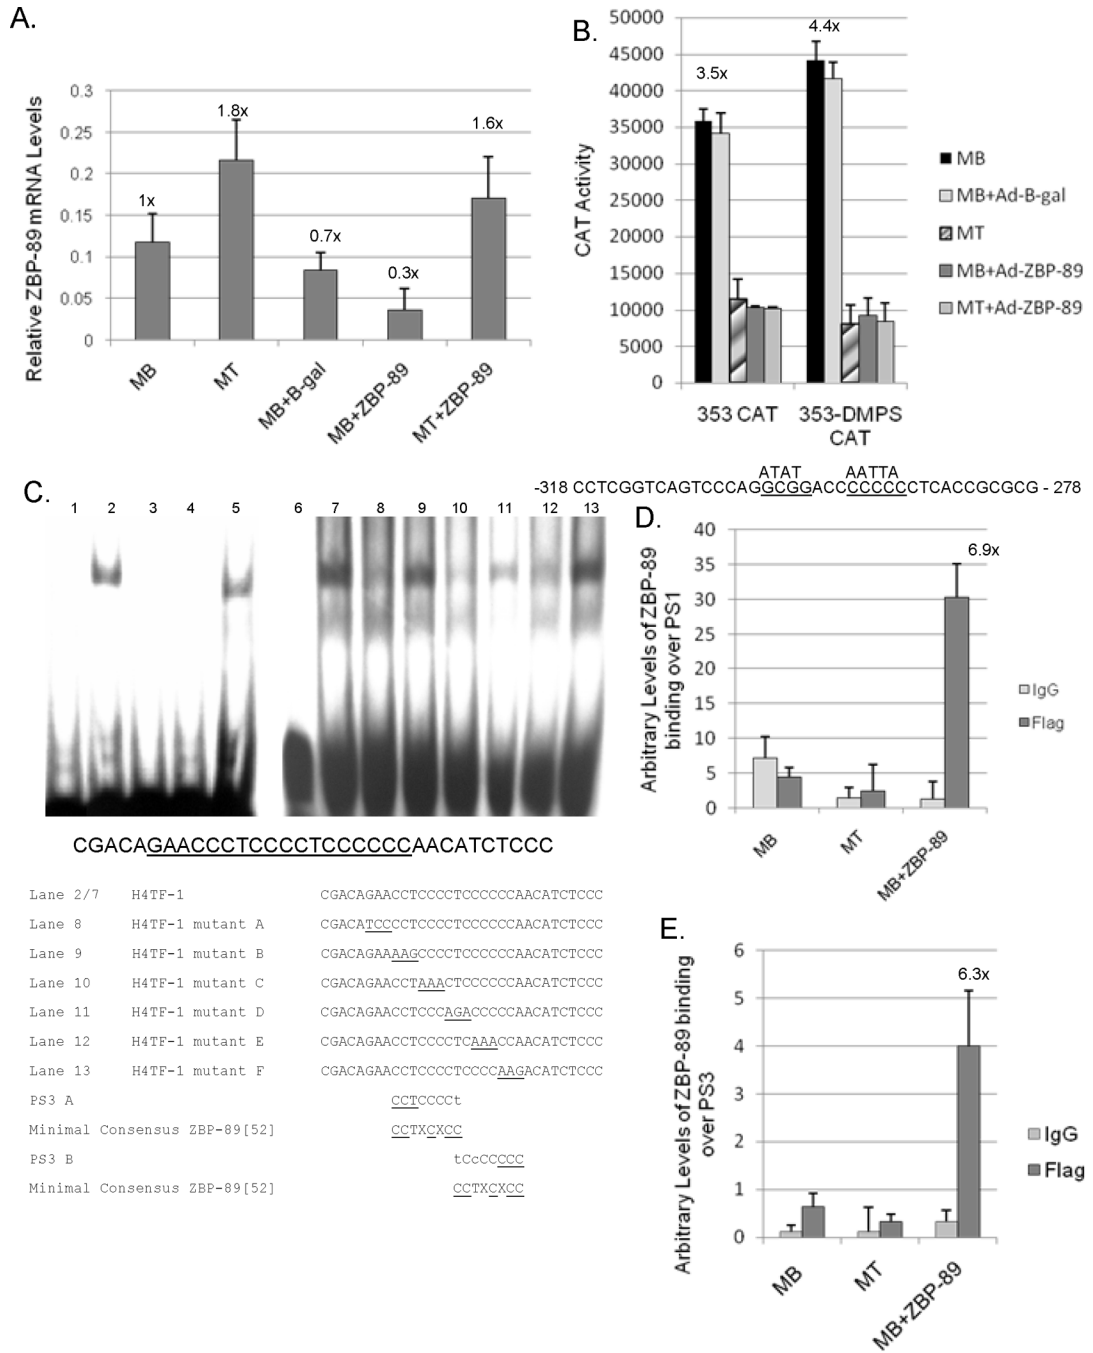 A.
Relative ZBP-89 mRNA Levels
0.3
0.25
0.2
0.15
0.1
0.05
0
1x
1.8x
0.7x
0.3x
1.6x
MB
MT
MB+B-gal
MB+ZBP-89
MT+ZBP-89
B.
CAT Activity
50000
45000
40000
35000
30000
25000
20000
15000
10000
5000
0
3.5x
4.4x
353 CAT
353-DMPS
CAT
MB
MB+Ad-B-gal
MT
MB+Ad-ZBP-89
MT+Ad-ZBP-89
ATAT AATTA
-318 CCTCGGTCAGTCCCAGGCGGACCCCCCCCTCACCGCGCG - 278
C.
1 2 3 4 5 6 7 8 9 10 11 12 13
CGACAGAACCCTCCCCTCCCCCCAACATCTCCC
Lane 2/7 H4TF-1 CGACAGAACCTCCCCTCCCCCCAACATCTCCC
Lane 8 H4TF-1 mutant A CGACATCCCCTCCCCTCCCCCCAACATCTCCC
Lane 9 H4TF-1 mutant B CGACAGAAAAGCCCCTCCCCCCAACATCTCCC
Lane 10 H4TF-1 mutant C CGACAGAACCTAAACTCCCCCCAACATCTCCC
Lane 11 H4TF-1 mutant D CGACAGAACCTCCCAGACCCCCAACATCTCCC
Lane 12 H4TF-1 mutant E CGACAGAACCTCCCCTCAAACCAACATCTCCC
Lane 13 H4TF-1 mutant F CGACAGAACCTCCCCTCCCCAAGACATCTCCC
PS3 A CCTCCCCt
Minimal Consensus ZBP-89[52] CCTXCXCC
PS3 B tCcCCCCC
Minimal Consensus ZBP-89[52] CCTXCXCC
D.
Arbitrary Levels of ZBP-89
binding over PS1
40
35
30
25
20
15
10
5
0
6.9x
MB
MT
MB+ZBP-89
IgG
Flag
E.
Arbitrary Levels of ZBP-89 binding
over PS3
6
5
4
3
2
1
0
6.3x
MB
MT
MB+ZBP-89
IgG
Flag